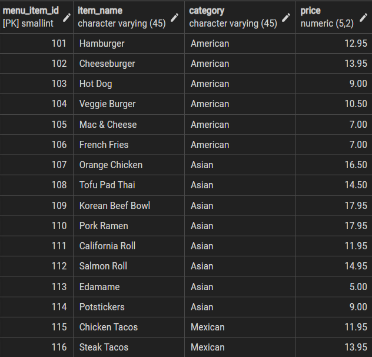 menu_item_id item_name category price
[PK] smallint character varying (45) character varying (45) numeric (5,2)
101 Hamburger American 12.95
102 Cheeseburger American 13.95
103 Hot Dog American 9.00
104 Veggie Burger American 10.50
105 Mac & Cheese American 7.00
106 French Fries American 7.00
107 Orange Chicken Asian 16.50
108 Tofu Pad Thai Asian 14.50
109 Korean Beef Bowl Asian 17.95
110 Pork Ramen Asian 17.95
111 California Roll Asian 11.95
112 Salmon Roll Asian 14.95
113 Edamame Asian 5.00
114 Potstickers Asian 9.00
115 Chicken Tacos Mexican 11.95
116 Steak Tacos Mexican 13.95